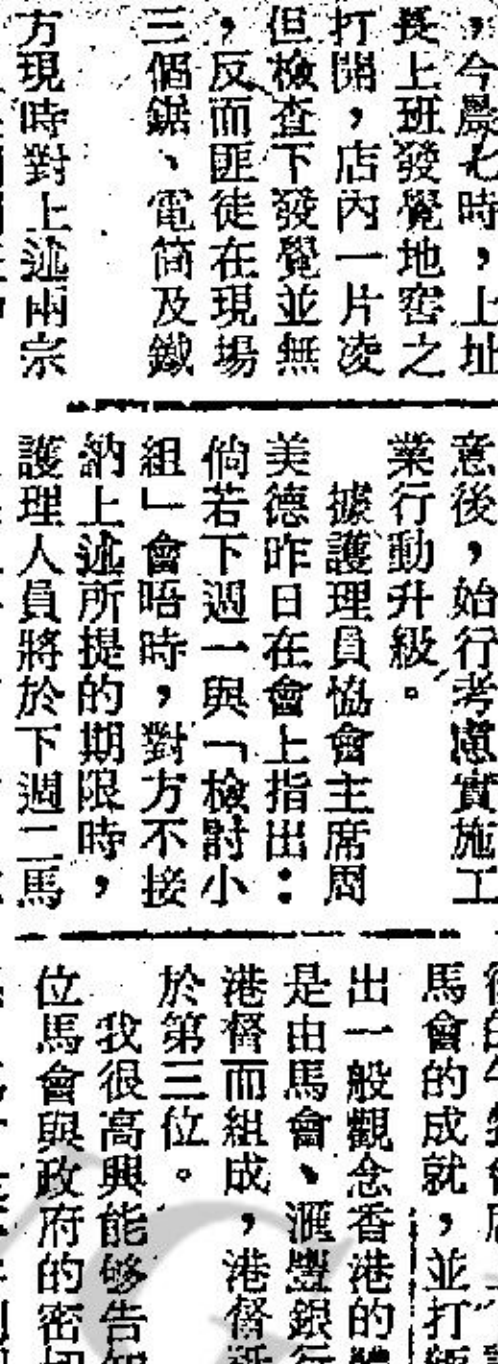 ，今晨七時，上址
長上班發覺地窖之
打開，店內一片凌
但檢查下發覺並無
，反而匪徒在現場
三個鋸、電筒及鐵
方現時對上述兩宗
意後，始行考慮實施工
業行動升級。
據護理員協會主席周
美德昨日在會上指出：
倘若下週一與「檢討小
組」會晤時，對方不接
納上述所提的期限時，
護理人員將於下週二馬
馬會的成就，並打
出一般觀念香港的
是由馬會、滙豐銀行
港督而組成，港督祇
於第三位。
我很高興能够告
位馬會與政府的密切